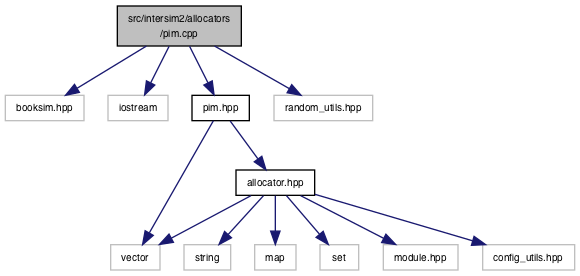 src/intersim2/allocators
/pim.cpp
booksim.hpp
iostream
pim.hpp
random_utils.hpp
allocator.hpp
vector
string
map
set
module.hpp
config_utils.hpp